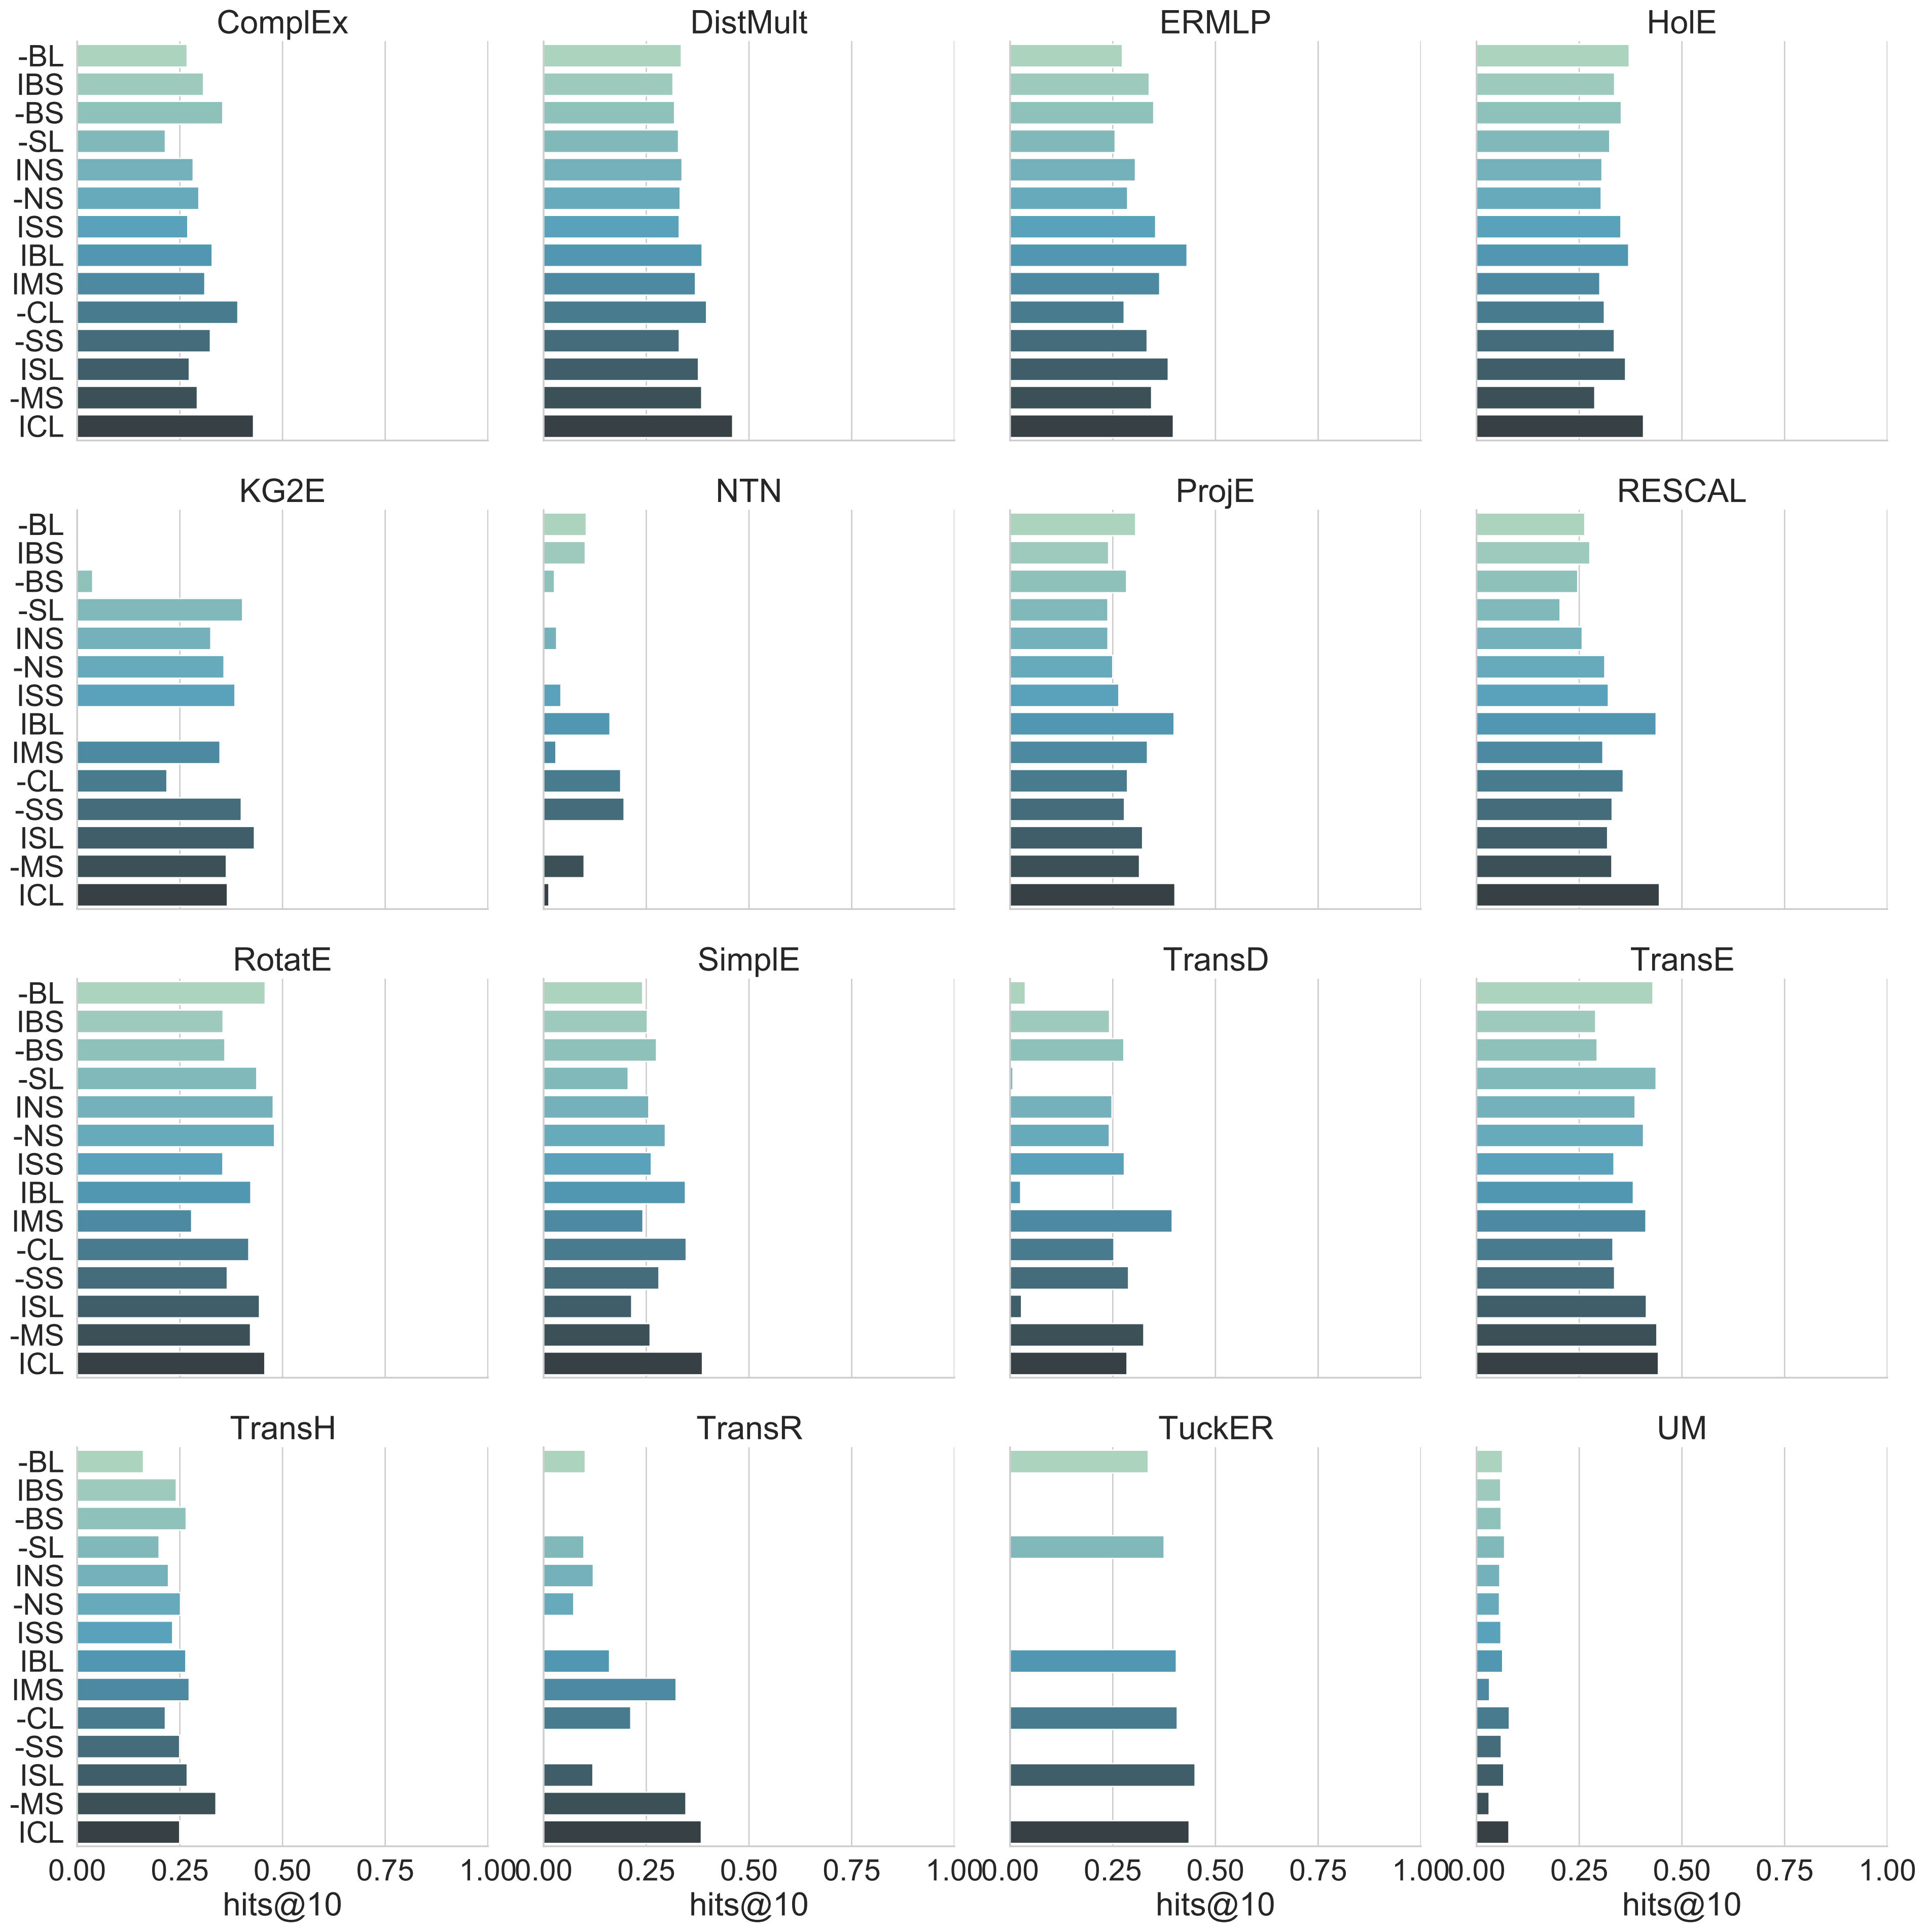 ComplEx DistMult ERMLP HolE
-BL
IBS
-BS
-SL
INS
-NS
ISS
IBL
IMS
-CL
-SS
ISL
-MS
ICL
KG2E NTN ProjE RESCAL
-BL
IBS
-BS
-SL
INS
-NS
ISS
IBL
IMS
-CL
-SS
ISL
-MS
ICL
RotatE SimplE TransD TransE
-BL
IBS
-BS
-SL
INS
-NS
ISS
IBL
IMS
-CL
-SS
ISL
-MS
ICL
TransH TransR TuckER UM
-BL
IBS
-BS
-SL
INS
-NS
ISS
IBL
IMS
-CL
-SS
ISL
-MS
ICL
0.00 0.25 0.50 0.75 1.00 0.00 0.25 0.50 0.75 1.00 0.00 0.25 0.50 0.75 1.00 0.00 0.25 0.50 0.75 1.00
hits@10 hits@10 hits@10 hits@10